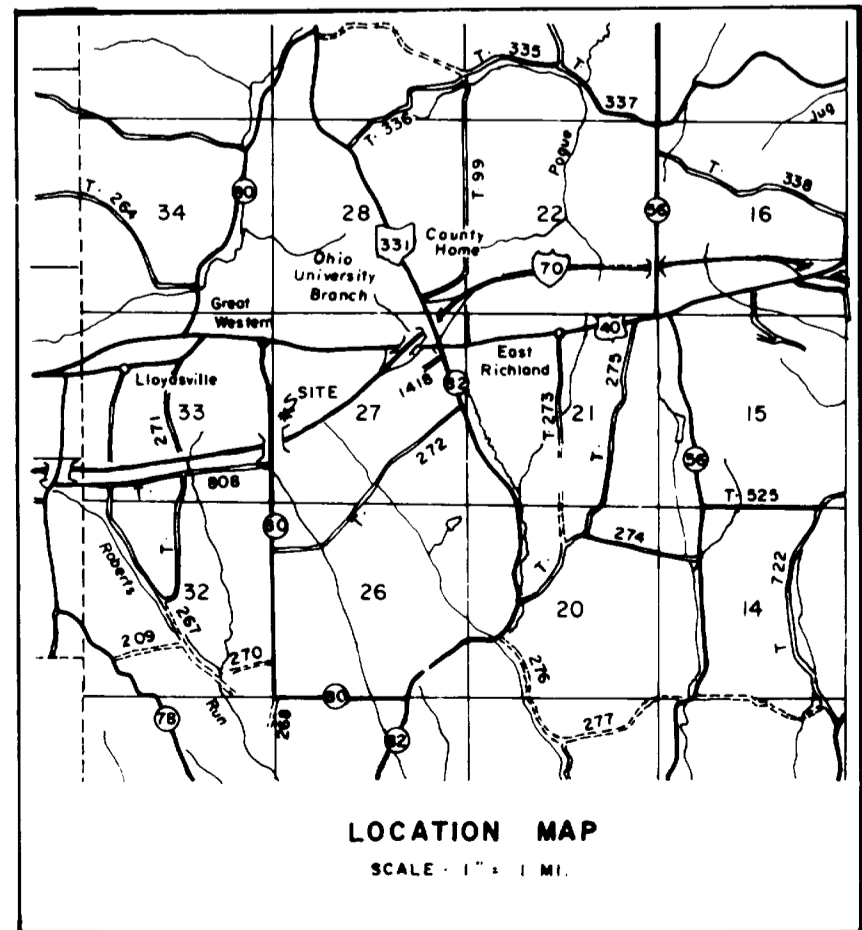 T. 335
337
T. 336
Jug
80
T. 264
34
28
T 99
Pogue
22
56
T. 338
16
331
County
Home
70
Ohio
University
Branch
Great
Western
40
East
Richland
Lloydsville
271
33
SITE
27
1418
82
T. 273
21
T. 275
15
808
T.
T. 272
56
T. 525
80
Roberts
T.
32
26
T.
274
20
14
T 722
267
209
270
276
Run
78
268
80
82
277
LOCATION MAP
SCALE - 1" = 1 MI.